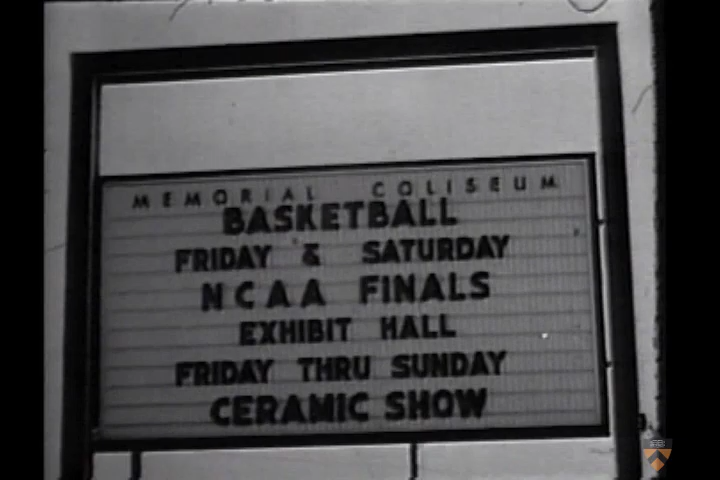 MEMORIAL COLISEUM
BASKETBALL
FRIDAY & SATURDAY
NCAA FINALS
EXHIBIT HALL
FRIDAY THRU SUNDAY
CERAMIC SHOW